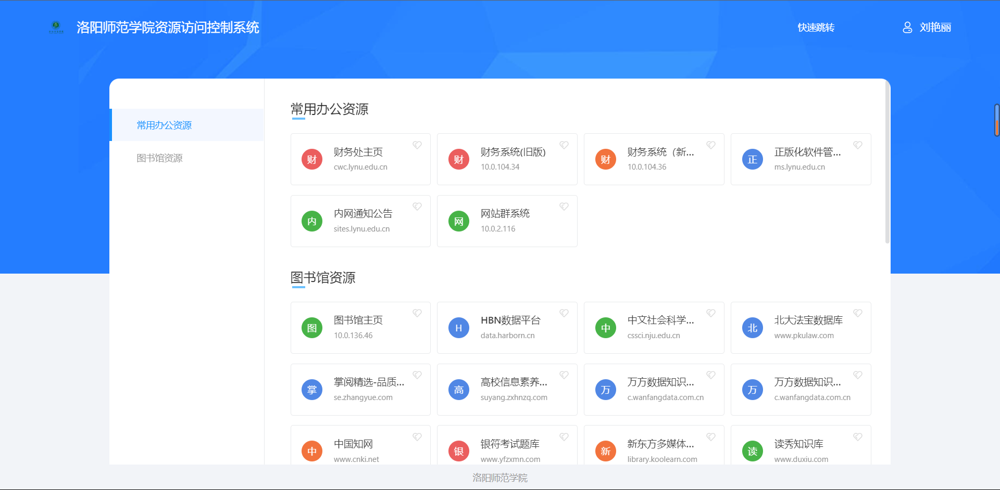 洛阳师范学院资源访问控制系统
快速跳转
刘艳丽
常用办公资源
图书馆资源
常用办公资源
财
财务处主页
cwc.lynu.edu.cn
财
财务系统(旧版)
10.0.104.34
财
财务系统（新...
10.0.104.36
正
正版化软件管...
ms.lynu.edu.cn
内
内网通知公告
sites.lynu.edu.cn
网
网站群系统
10.0.2.116
图书馆资源
图
图书馆主页
10.0.136.46
H
HBN数据平台
data.harborn.cn
中
中文社会科学...
cssci.nju.edu.cn
北
北大法宝数据库
www.pkulaw.com
掌
掌阅精选-品质...
se.zhangyue.com
高
高校信息素养...
suyang.zxhnzq.com
万
万方数据知识...
c.wanfangdata.com.cn
万
万方数据知识...
c.wanfangdata.com.cn
中
中国知网
www.cnki.net
银
银符考试题库
www.yfzxmn.com
新
新东方多媒体...
library.koolearn.com
读
读秀知识库
www.duxiu.com
洛阳师范学院